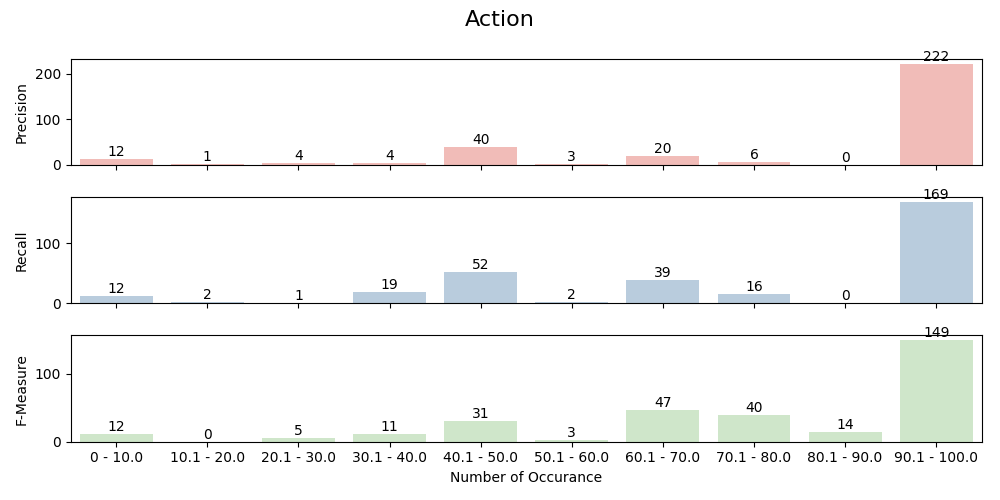 Action
Precision
200
100
0
12 1 4 4 40 3 20 6 0 222
Recall
100
0
12 2 1 19 52 2 39 16 0 169
F-Measure
100
0
12 0 5 11 31 3 47 40 14 149
0 - 10.0 10.1 - 20.0 20.1 - 30.0 30.1 - 40.0 40.1 - 50.0 50.1 - 60.0 60.1 - 70.0 70.1 - 80.0 80.1 - 90.0 90.1 - 100.0
Number of Occurance